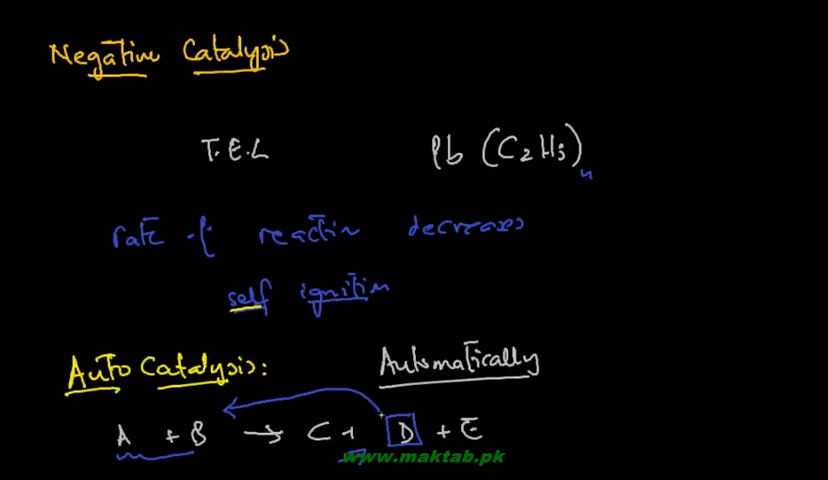 Negative Catalysis
T.E.L Pb (C2H5)4
rate of reaction decreases
self ignition
Auto Catalysis: Automatically
A + B → C + D + E
www.maktab.pk